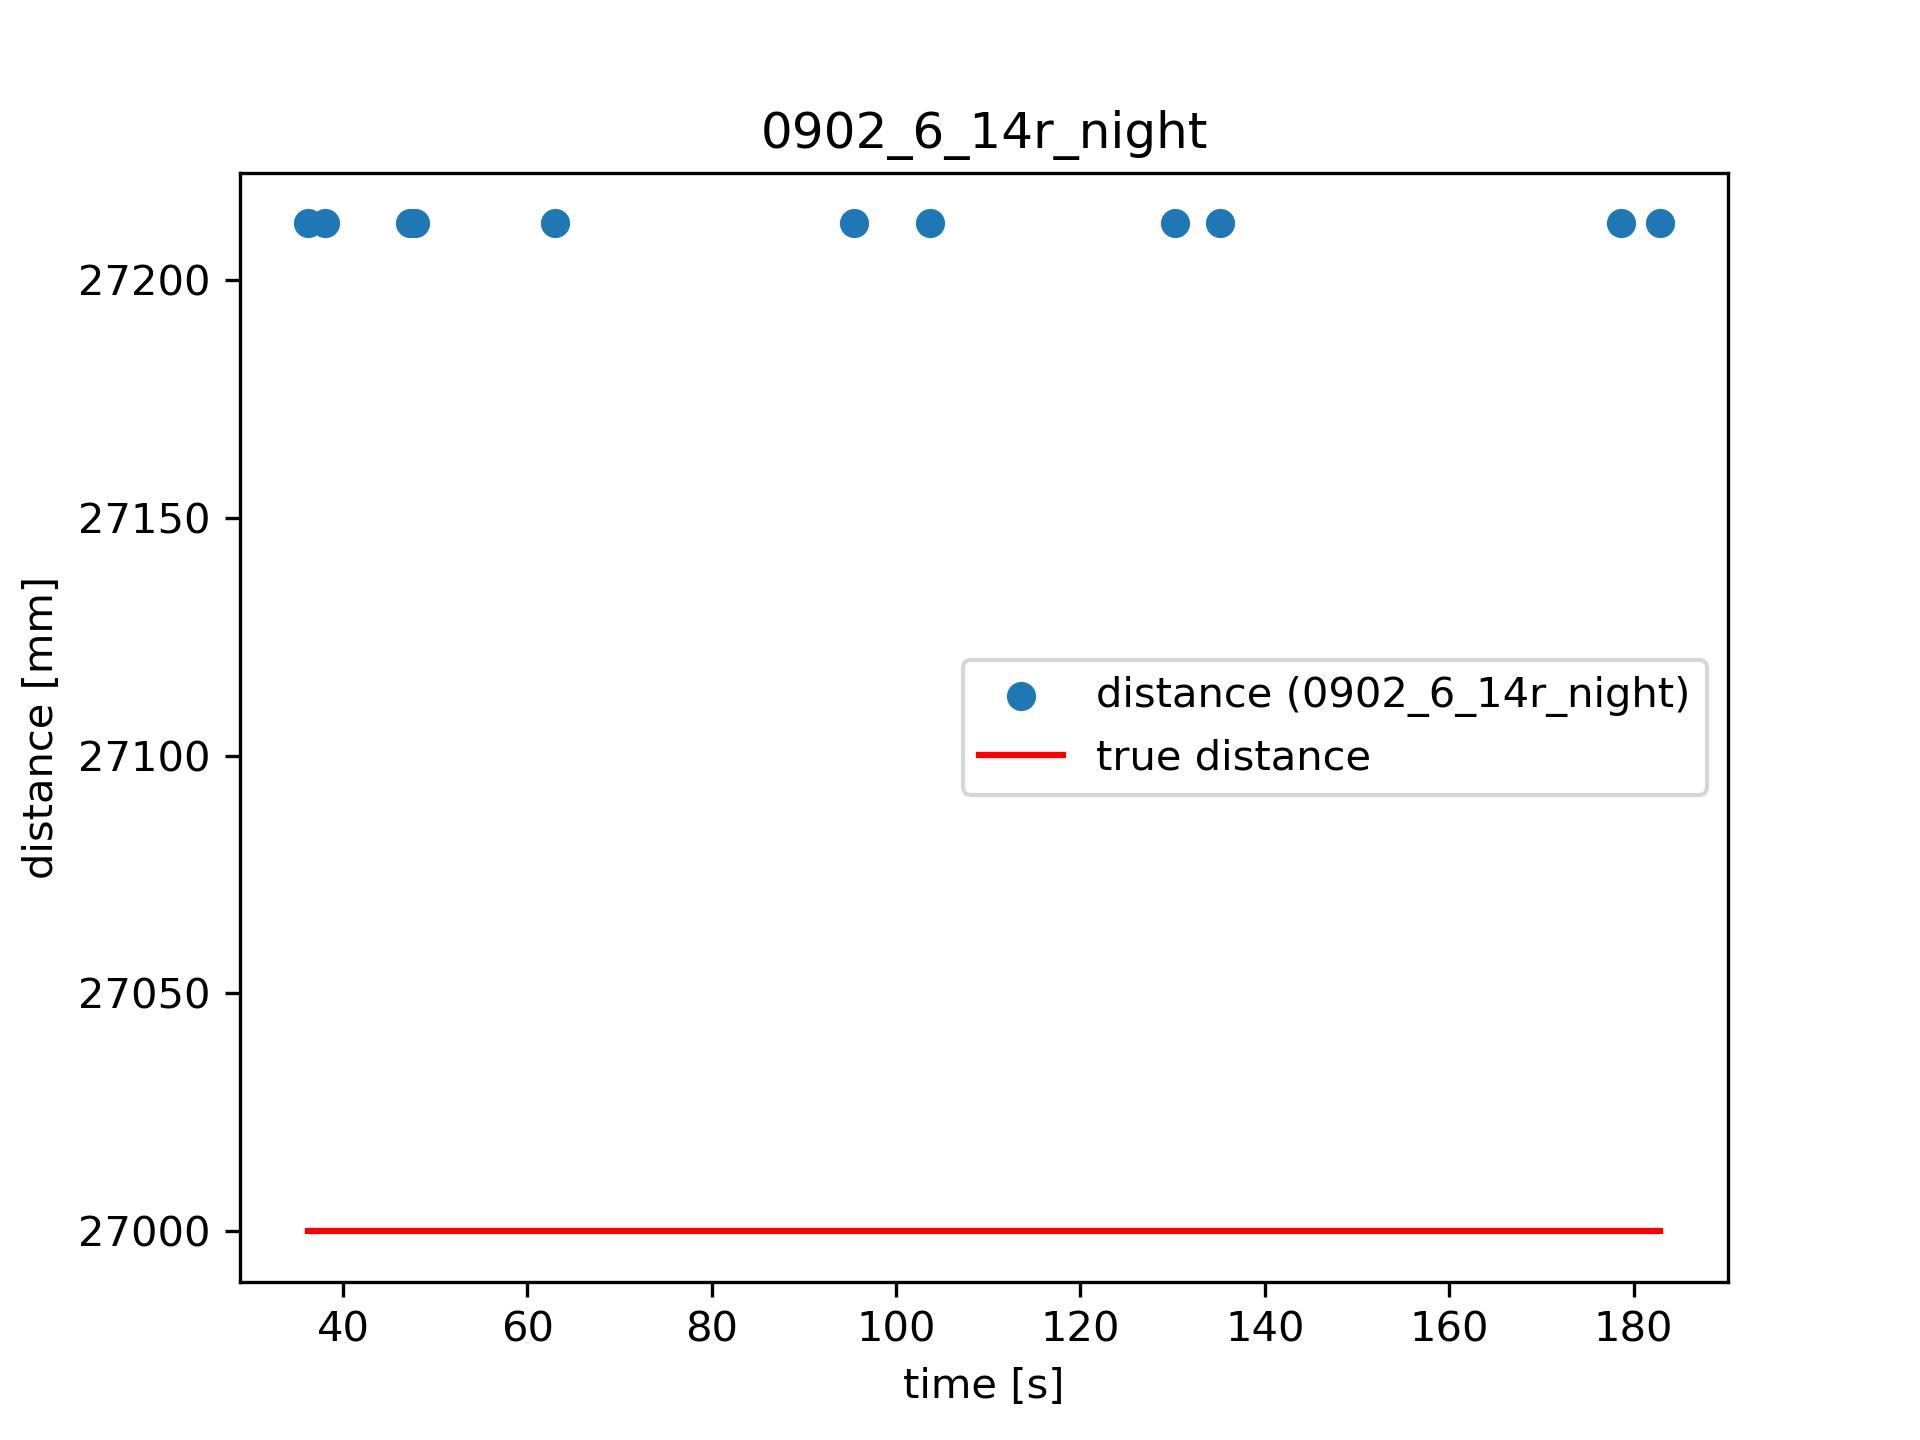 0902_6_14r_night
27200
27150
27100
27050
27000
distance [mm]
distance (0902_6_14r_night)
true distance
40 60 80 100 120 140 160 180
time [s]